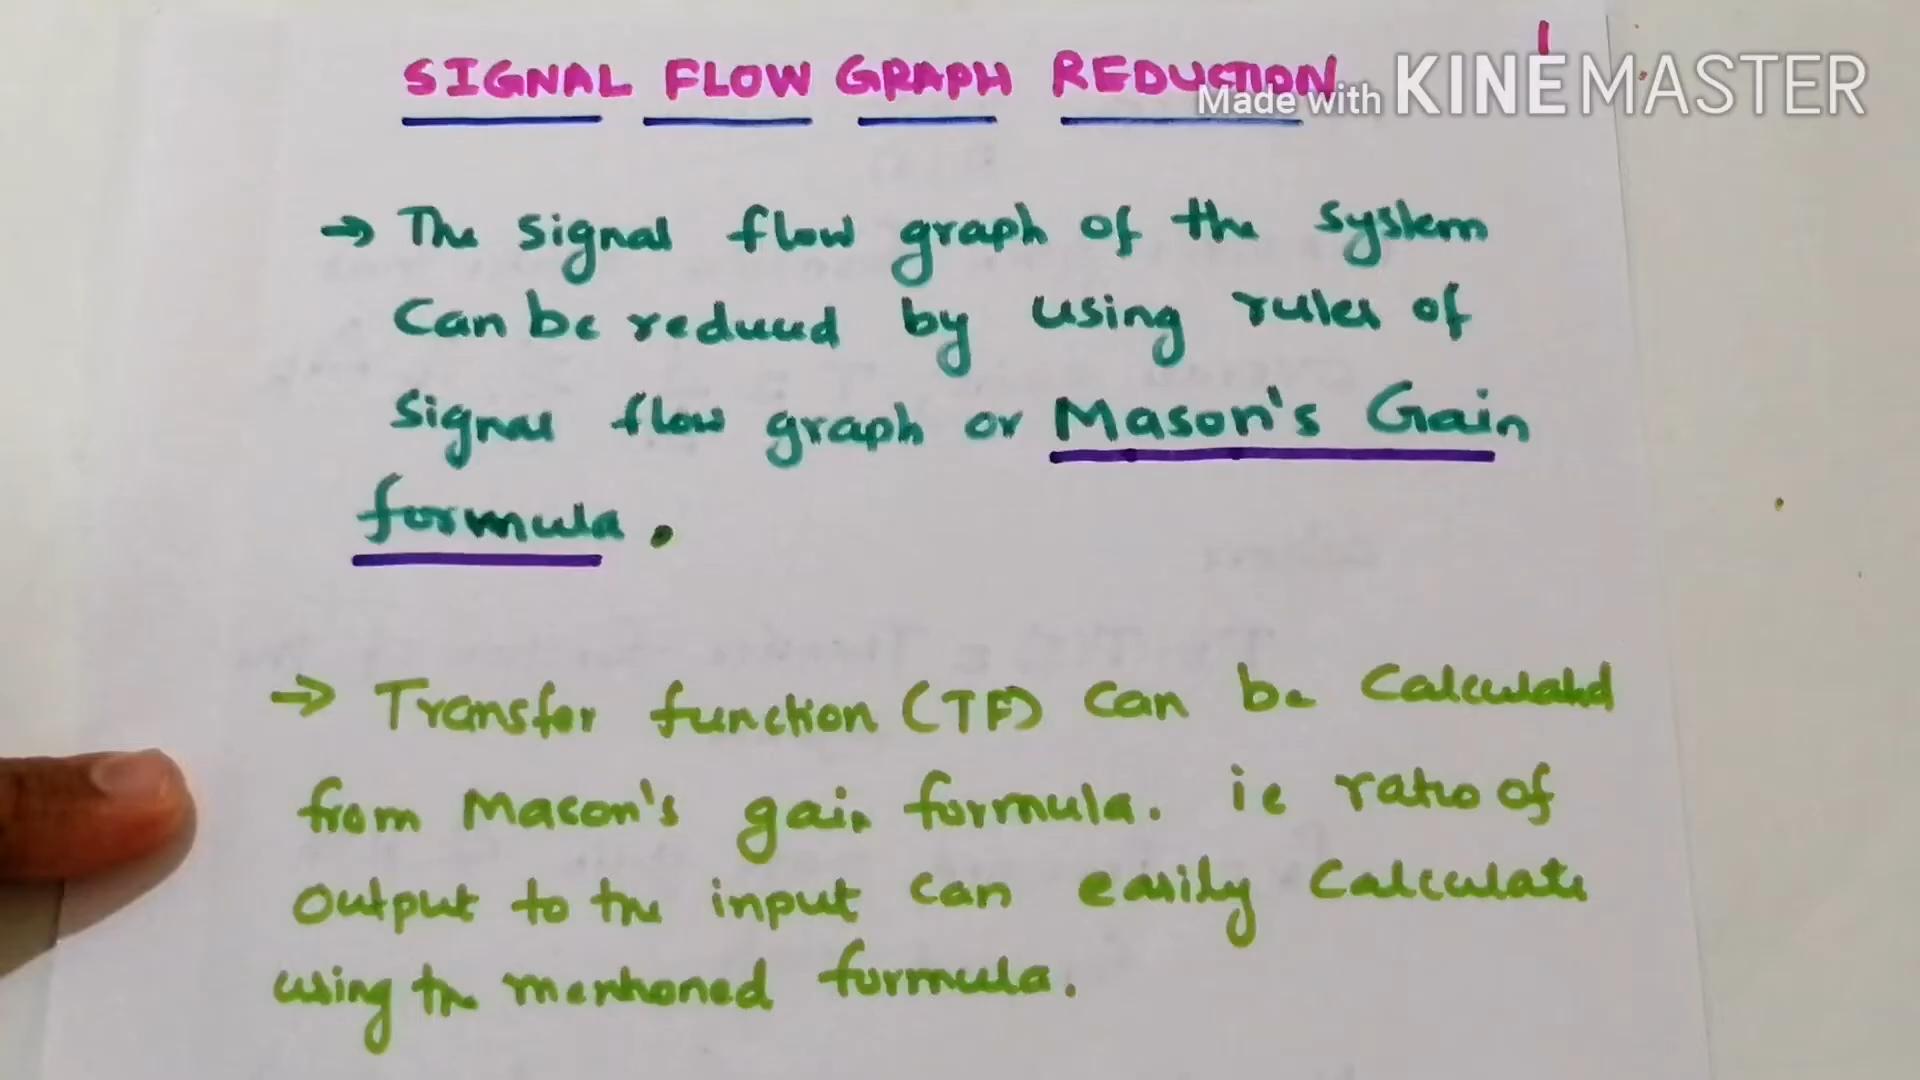 1
SIGNAL FLOW GRAPH REDUCTION
Made with KINEMASTER
→ The signal flow graph of the system
Can be reduced by using rules of
signal flow graph or Mason's Gain
formula.
→ Transfer function (TF) can be calculated
from Mason's gain formula. ie ratio of
output to the input can easily calculate
using the mentioned formula.